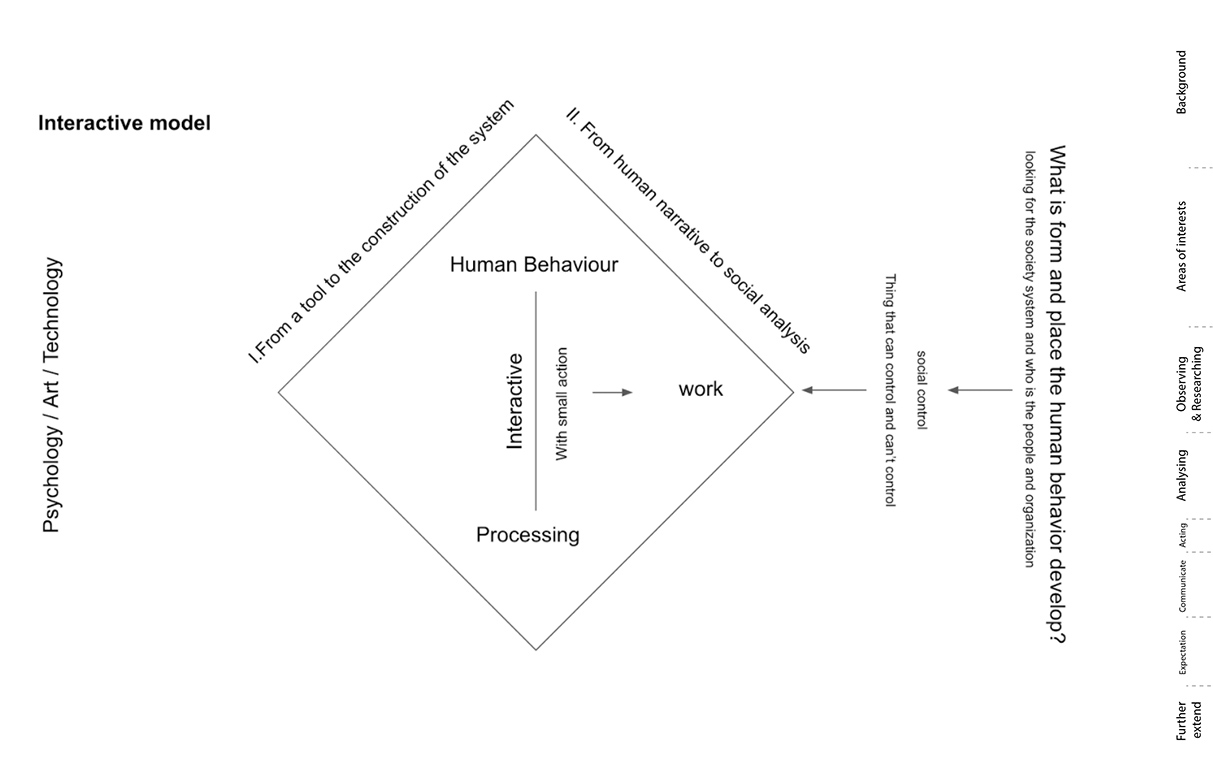 Interactive model
Psychology / Art / Technology
I.From a tool to the construction of the system
II. From human narrative to social analysis
Human Behaviour
Interactive
With small action
work
Processing
Thing that can control and can't control
social control
looking for the society system and who is the people and organization
What is form and place the human behavior develop?
Background
Areas of interests
Observing
& Researching
Analysing
Acting
Communicate
Expectation
Further
extend